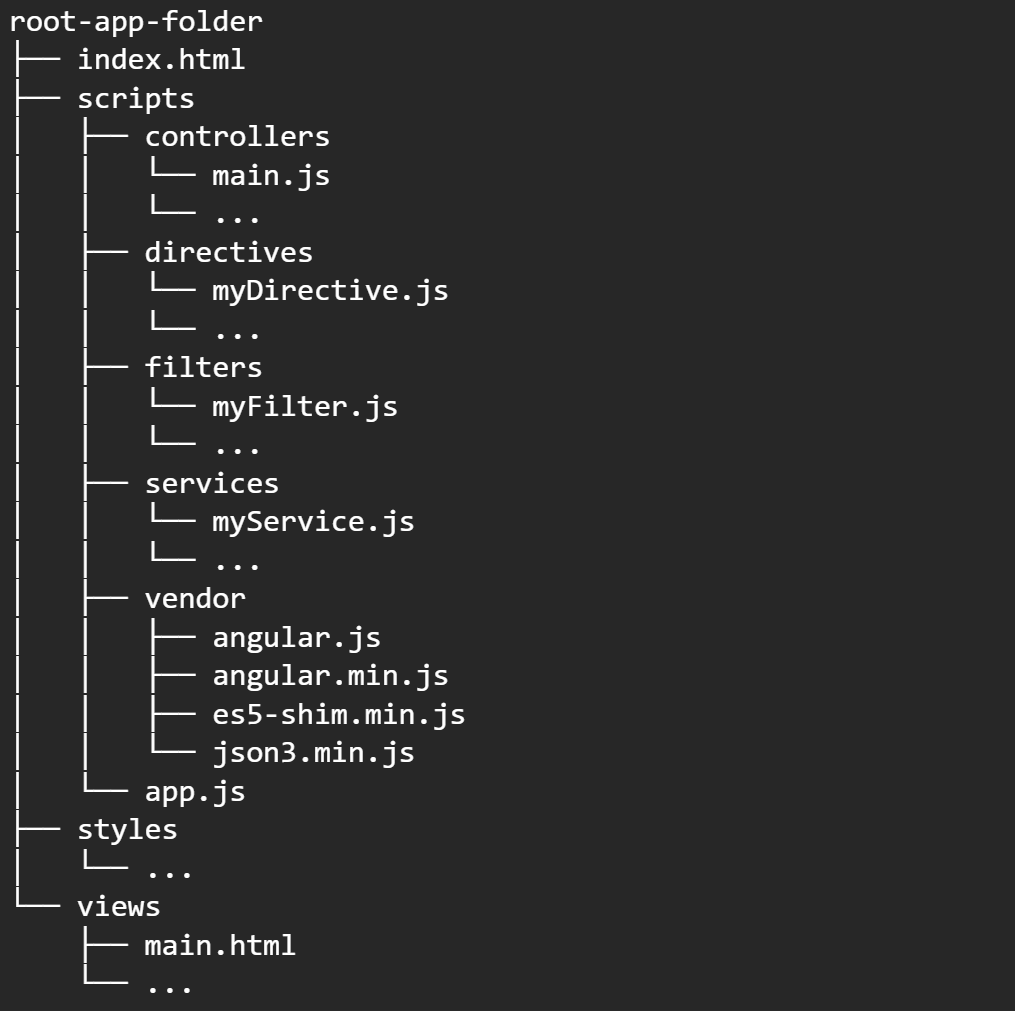 root-app-folder
├── index.html
├── scripts
│   ├── controllers
│   │   └── main.js
│   │   └── ...
│   ├── directives
│   │   └── myDirective.js
│   │   └── ...
│   ├── filters
│   │   └── myFilter.js
│   │   └── ...
│   ├── services
│   │   └── myService.js
│   │   └── ...
│   ├── vendor
│   │   ├── angular.js
│   │   ├── angular.min.js
│   │   ├── es5-shim.min.js
│   │   └── json3.min.js
│   └── app.js
├── styles
│   └── ...
└── views
    ├── main.html
    └── ...